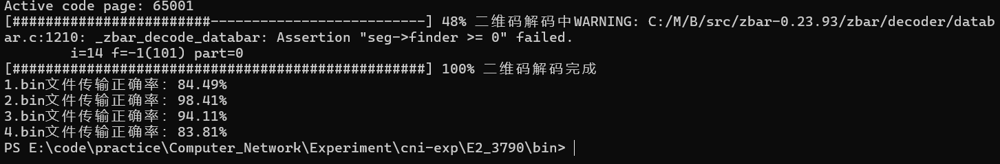 Active code page: 65001
[########################--------------------------] 48% 二维码解码中WARNING: C:/M/B/src/zbar-0.23.93/zbar/decoder/datab
ar.c:1210: _zbar_decode_databar: Assertion "seg->finder >= 0" failed.
i=14 f=-1(101) part=0
[##################################################] 100% 二维码解码完成
1.bin文件传输正确率: 84.49%
2.bin文件传输正确率: 98.41%
3.bin文件传输正确率: 94.11%
4.bin文件传输正确率: 83.81%
PS E:\code\practice\Computer_Network\Experiment\cni-exp\E2_3790\bin>